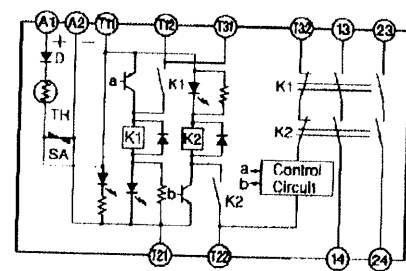 A1 A2 T11 T12 T31 T32 13 23
+ −
D
a
K1
K1
TH
K1
K2
K2
SA
a
b
Control
Circuit
b
K2
T21 T22 14 24